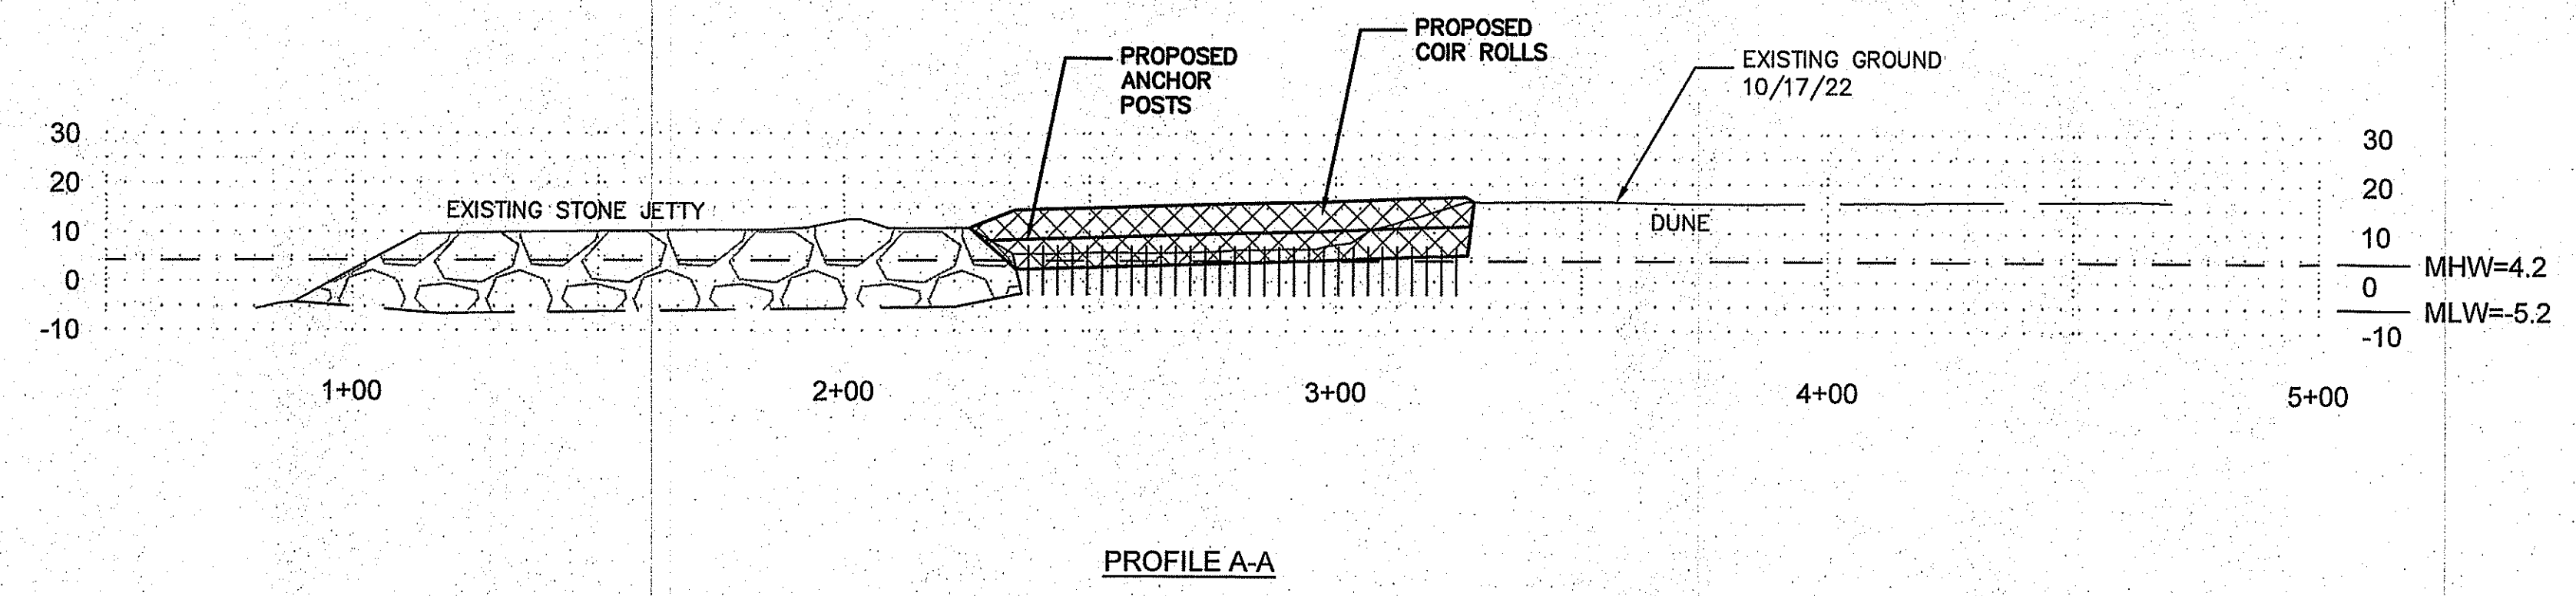 PROPOSED
COIR ROLLS
PROPOSED
ANCHOR
POSTS
EXISTING GROUND
10/17/22
30
20
10
0
-10
EXISTING STONE JETTY
DUNE
30
20
10
MHW=4.2
0
MLW=-5.2
-10
1+00
2+00
3+00
4+00
5+00
PROFILE A-A